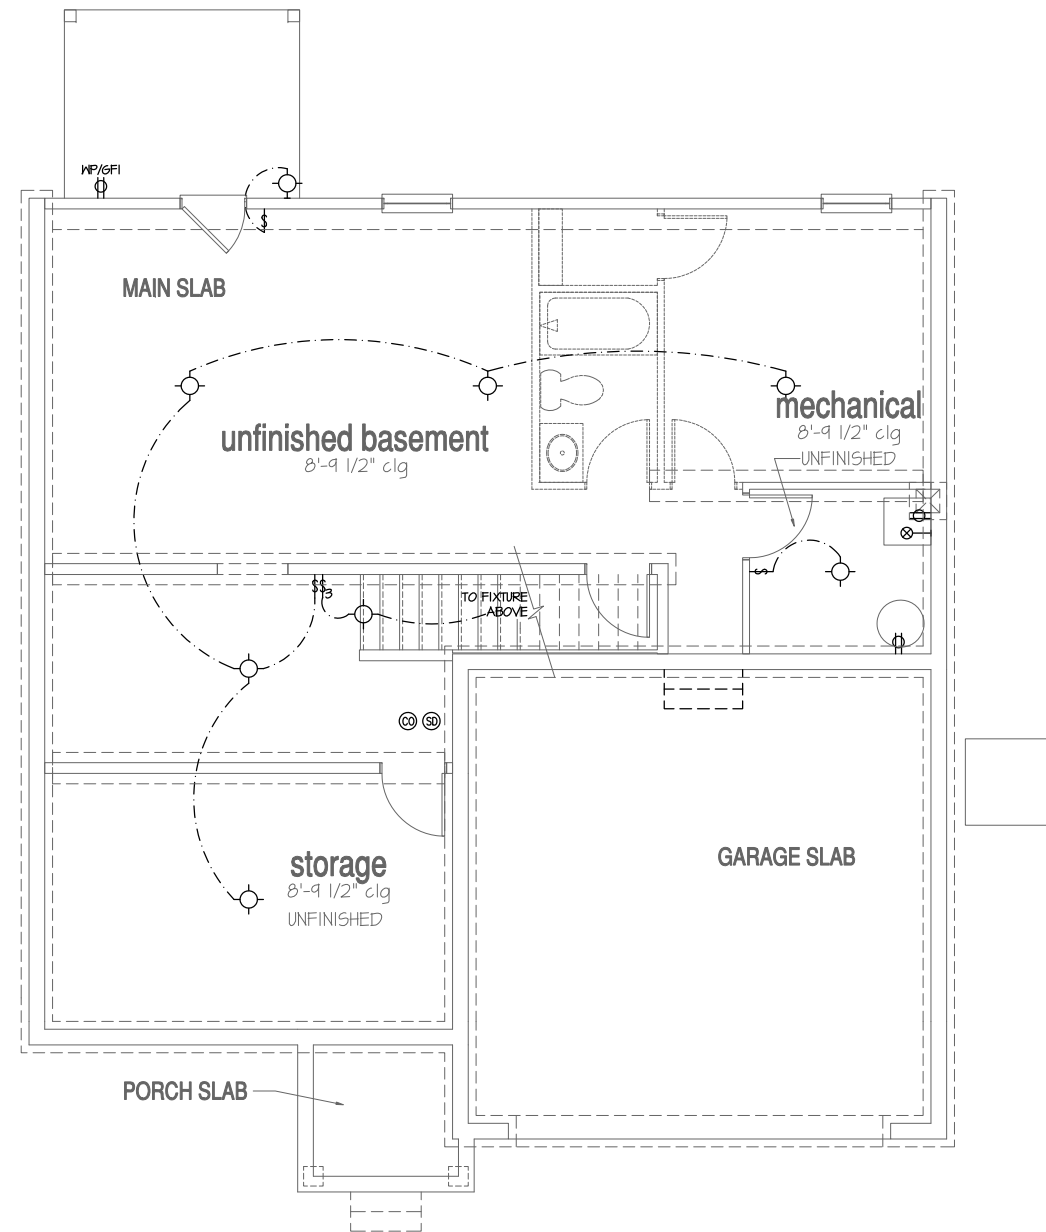 WP/GFI
$
MAIN SLAB
mechanical
8'-9 1/2" clg
UNFINISHED
unfinished basement
8'-9 1/2" clg
$
$$3
TO FIXTURE
ABOVE
CO SD
GARAGE SLAB
storage
8'-9 1/2" clg
UNFINISHED
PORCH SLAB